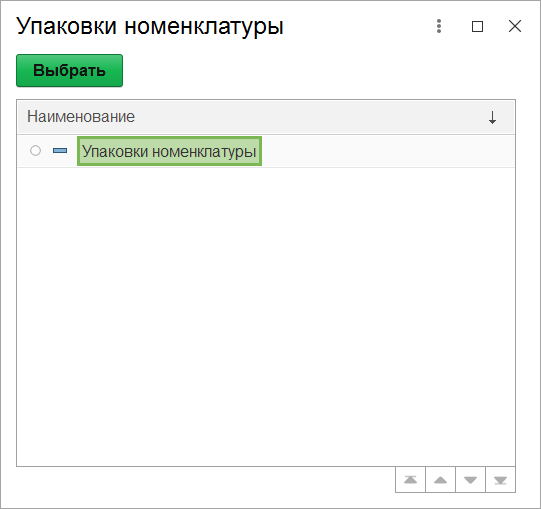 Упаковки номенклатуры
Выбрать
Наименование
Упаковки номенклатуры